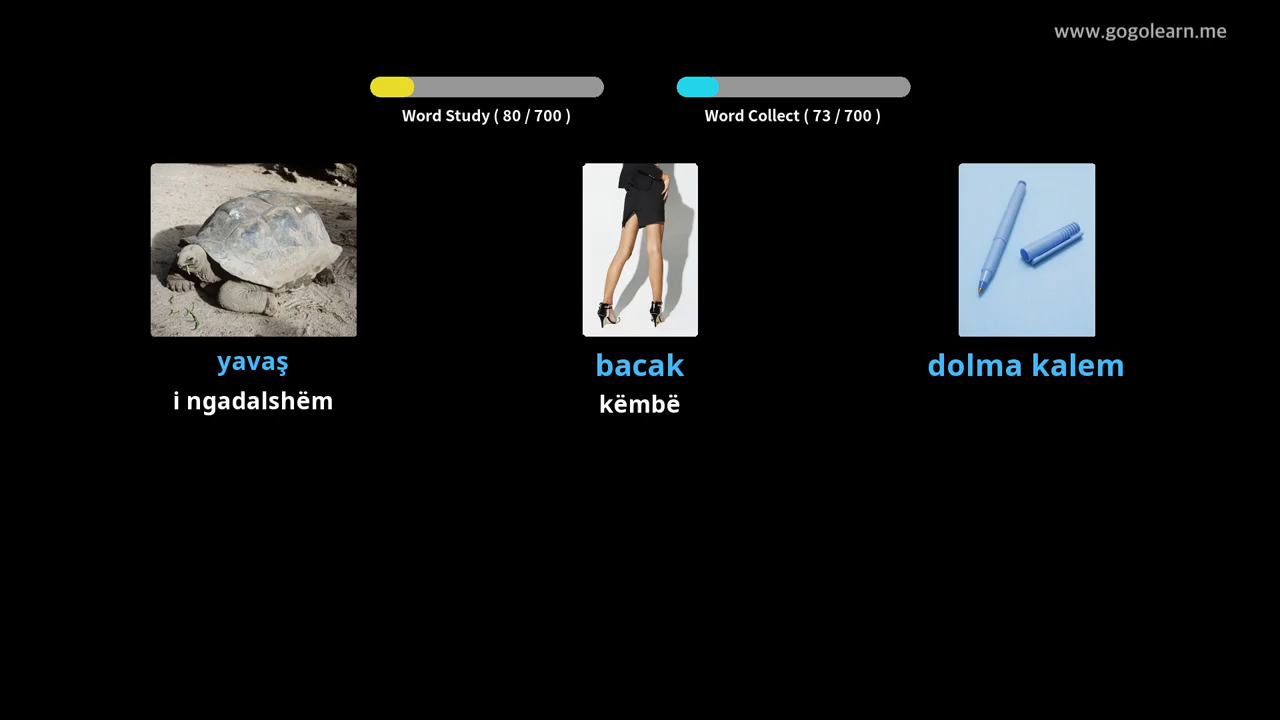 www.gogolearn.me
Word Study ( 80 / 700 )
Word Collect ( 73 / 700 )
yavaş
i ngadalshëm
bacak
këmbë
dolma kalem